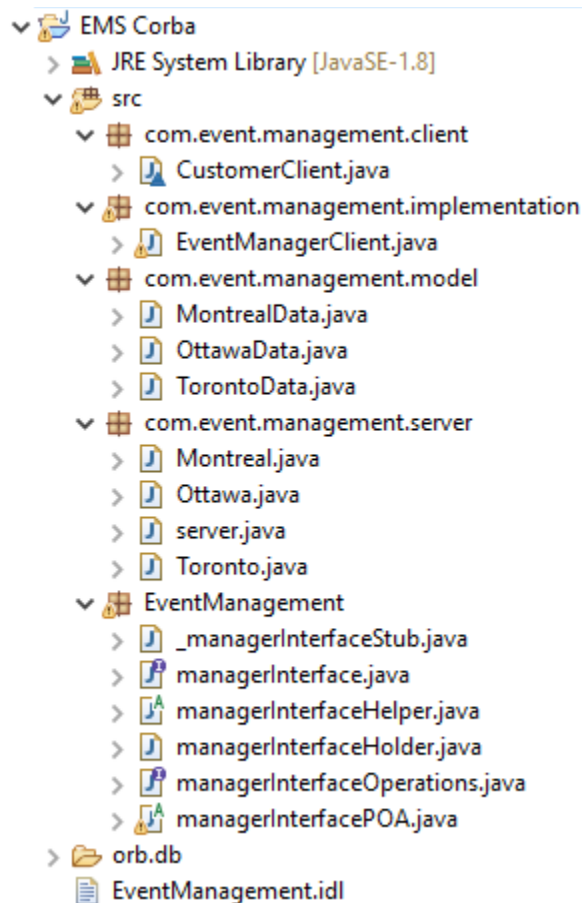 EMS Corba
JRE System Library [JavaSE-1.8]
src
com.event.management.client
CustomerClient.java
com.event.management.implementation
EventManagerClient.java
com.event.management.model
MontrealData.java
OttawaData.java
TorontoData.java
com.event.management.server
Montreal.java
Ottawa.java
server.java
Toronto.java
EventManagement
_managerInterfaceStub.java
managerInterface.java
managerInterfaceHelper.java
managerInterfaceHolder.java
managerInterfaceOperations.java
managerInterfacePOA.java
orb.db
EventManagement.idl